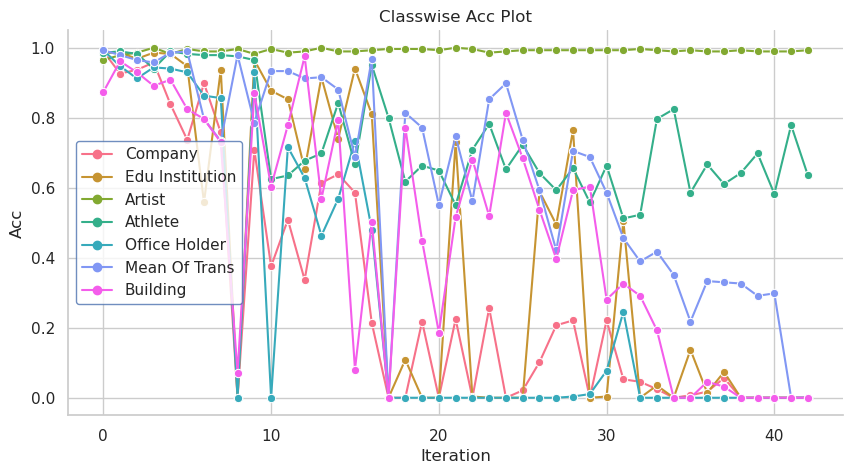 Classwise Acc Plot
1.0
0.8
0.6
0.4
0.2
0.0
Acc
Company
Edu Institution
Artist
Athlete
Office Holder
Mean Of Trans
Building
0 10 20 30 40
Iteration